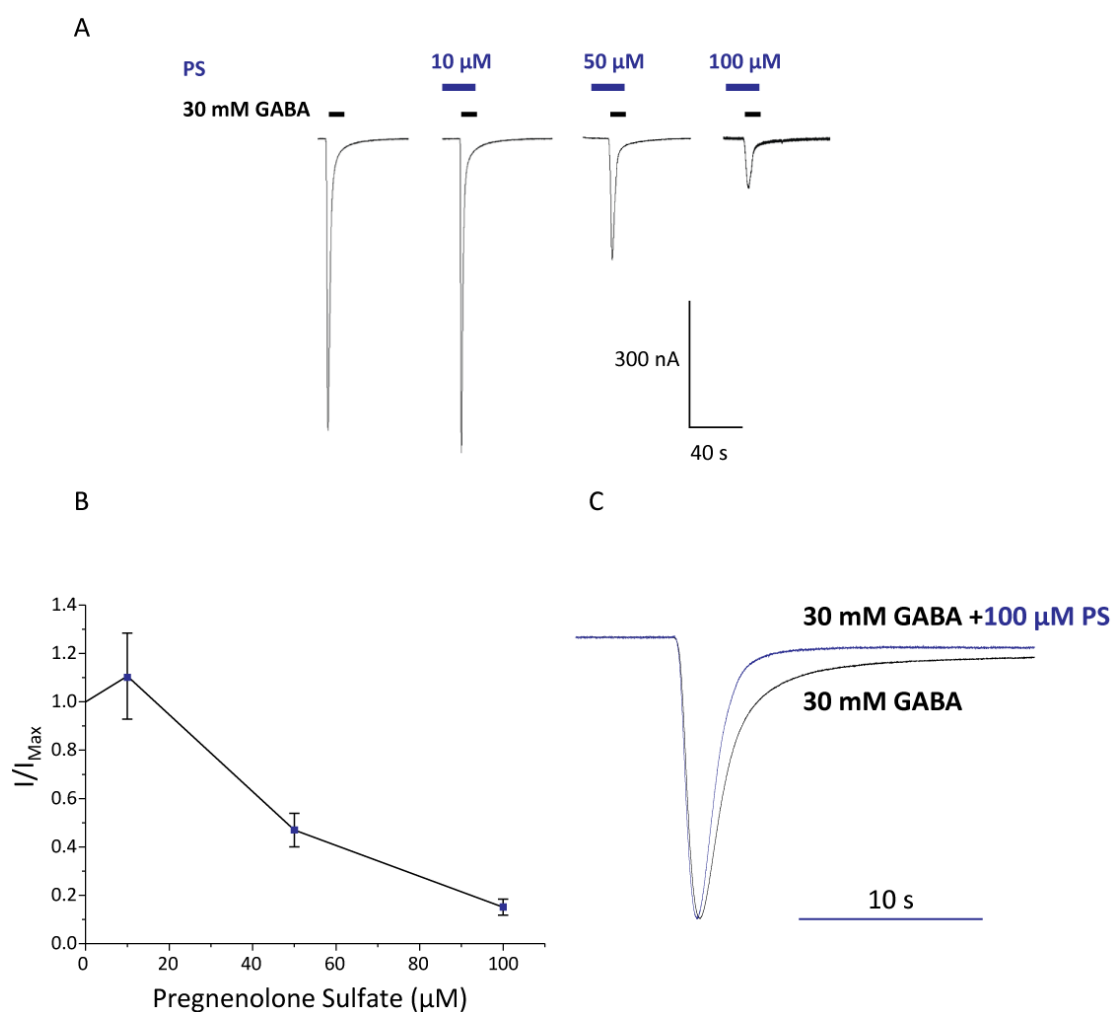 A
PS 10 µM 50 µM 100 µM
30 mM GABA
300 nA
40 s
B
C
1.4
1.2
1.0
0.8
0.6
0.4
0.2
0.0
I/I_Max
0 20 40 60 80 100
Pregnenolone Sulfate (µM)
30 mM GABA +100 µM PS
30 mM GABA
10 s